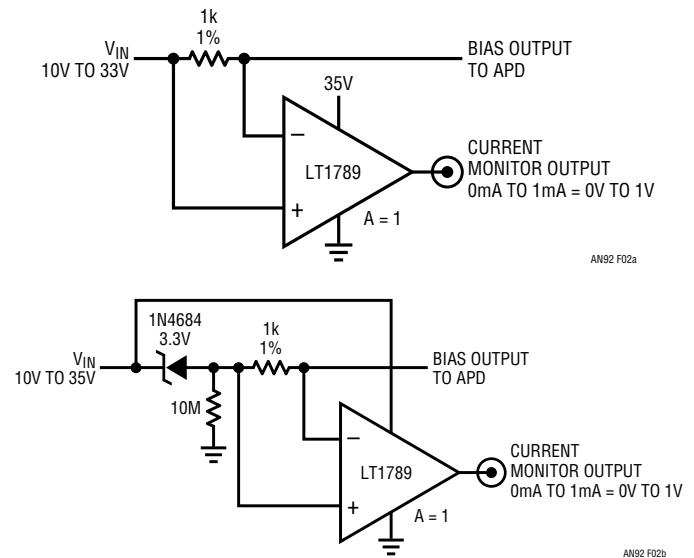 1k
1%
VIN
10V TO 33V
BIAS OUTPUT
TO APD
35V
−
LT1789
+
A = 1
CURRENT
MONITOR OUTPUT
0mA TO 1mA = 0V TO 1V
AN92 F02a
1N4684
3.3V
1k
1%
VIN
10V TO 35V
BIAS OUTPUT
TO APD
10M
−
LT1789
+
A = 1
CURRENT
MONITOR OUTPUT
0mA TO 1mA = 0V TO 1V
AN92 F02b